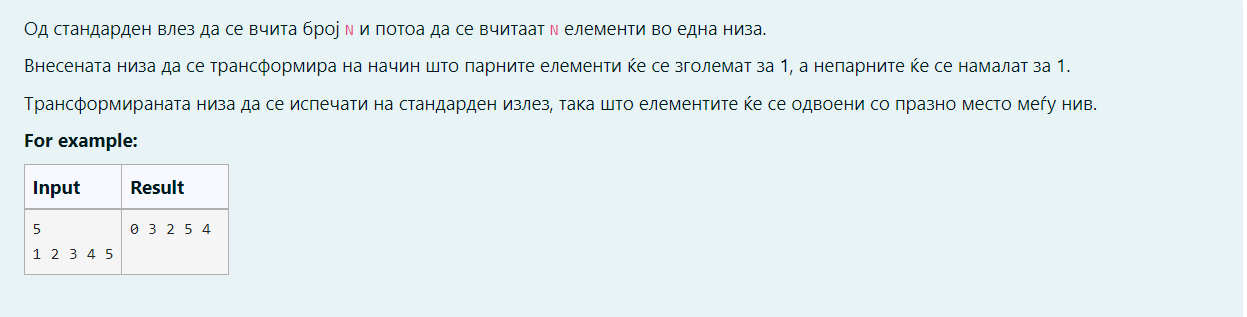 Од стандарден влез да се вчита број N и потоа да се вчитаат N елементи во една низа.
Внесената низа да се трансформира на начин што парните елементи ќе се зголемат за 1, а непарните ќе се намалат за 1.
Трансформираната низа да се испечати на стандарден излез, така што елементите ќе се одвоени со празно место меѓу нив.
For example:
Input Result
5 0 3 2 5 4
1 2 3 4 5